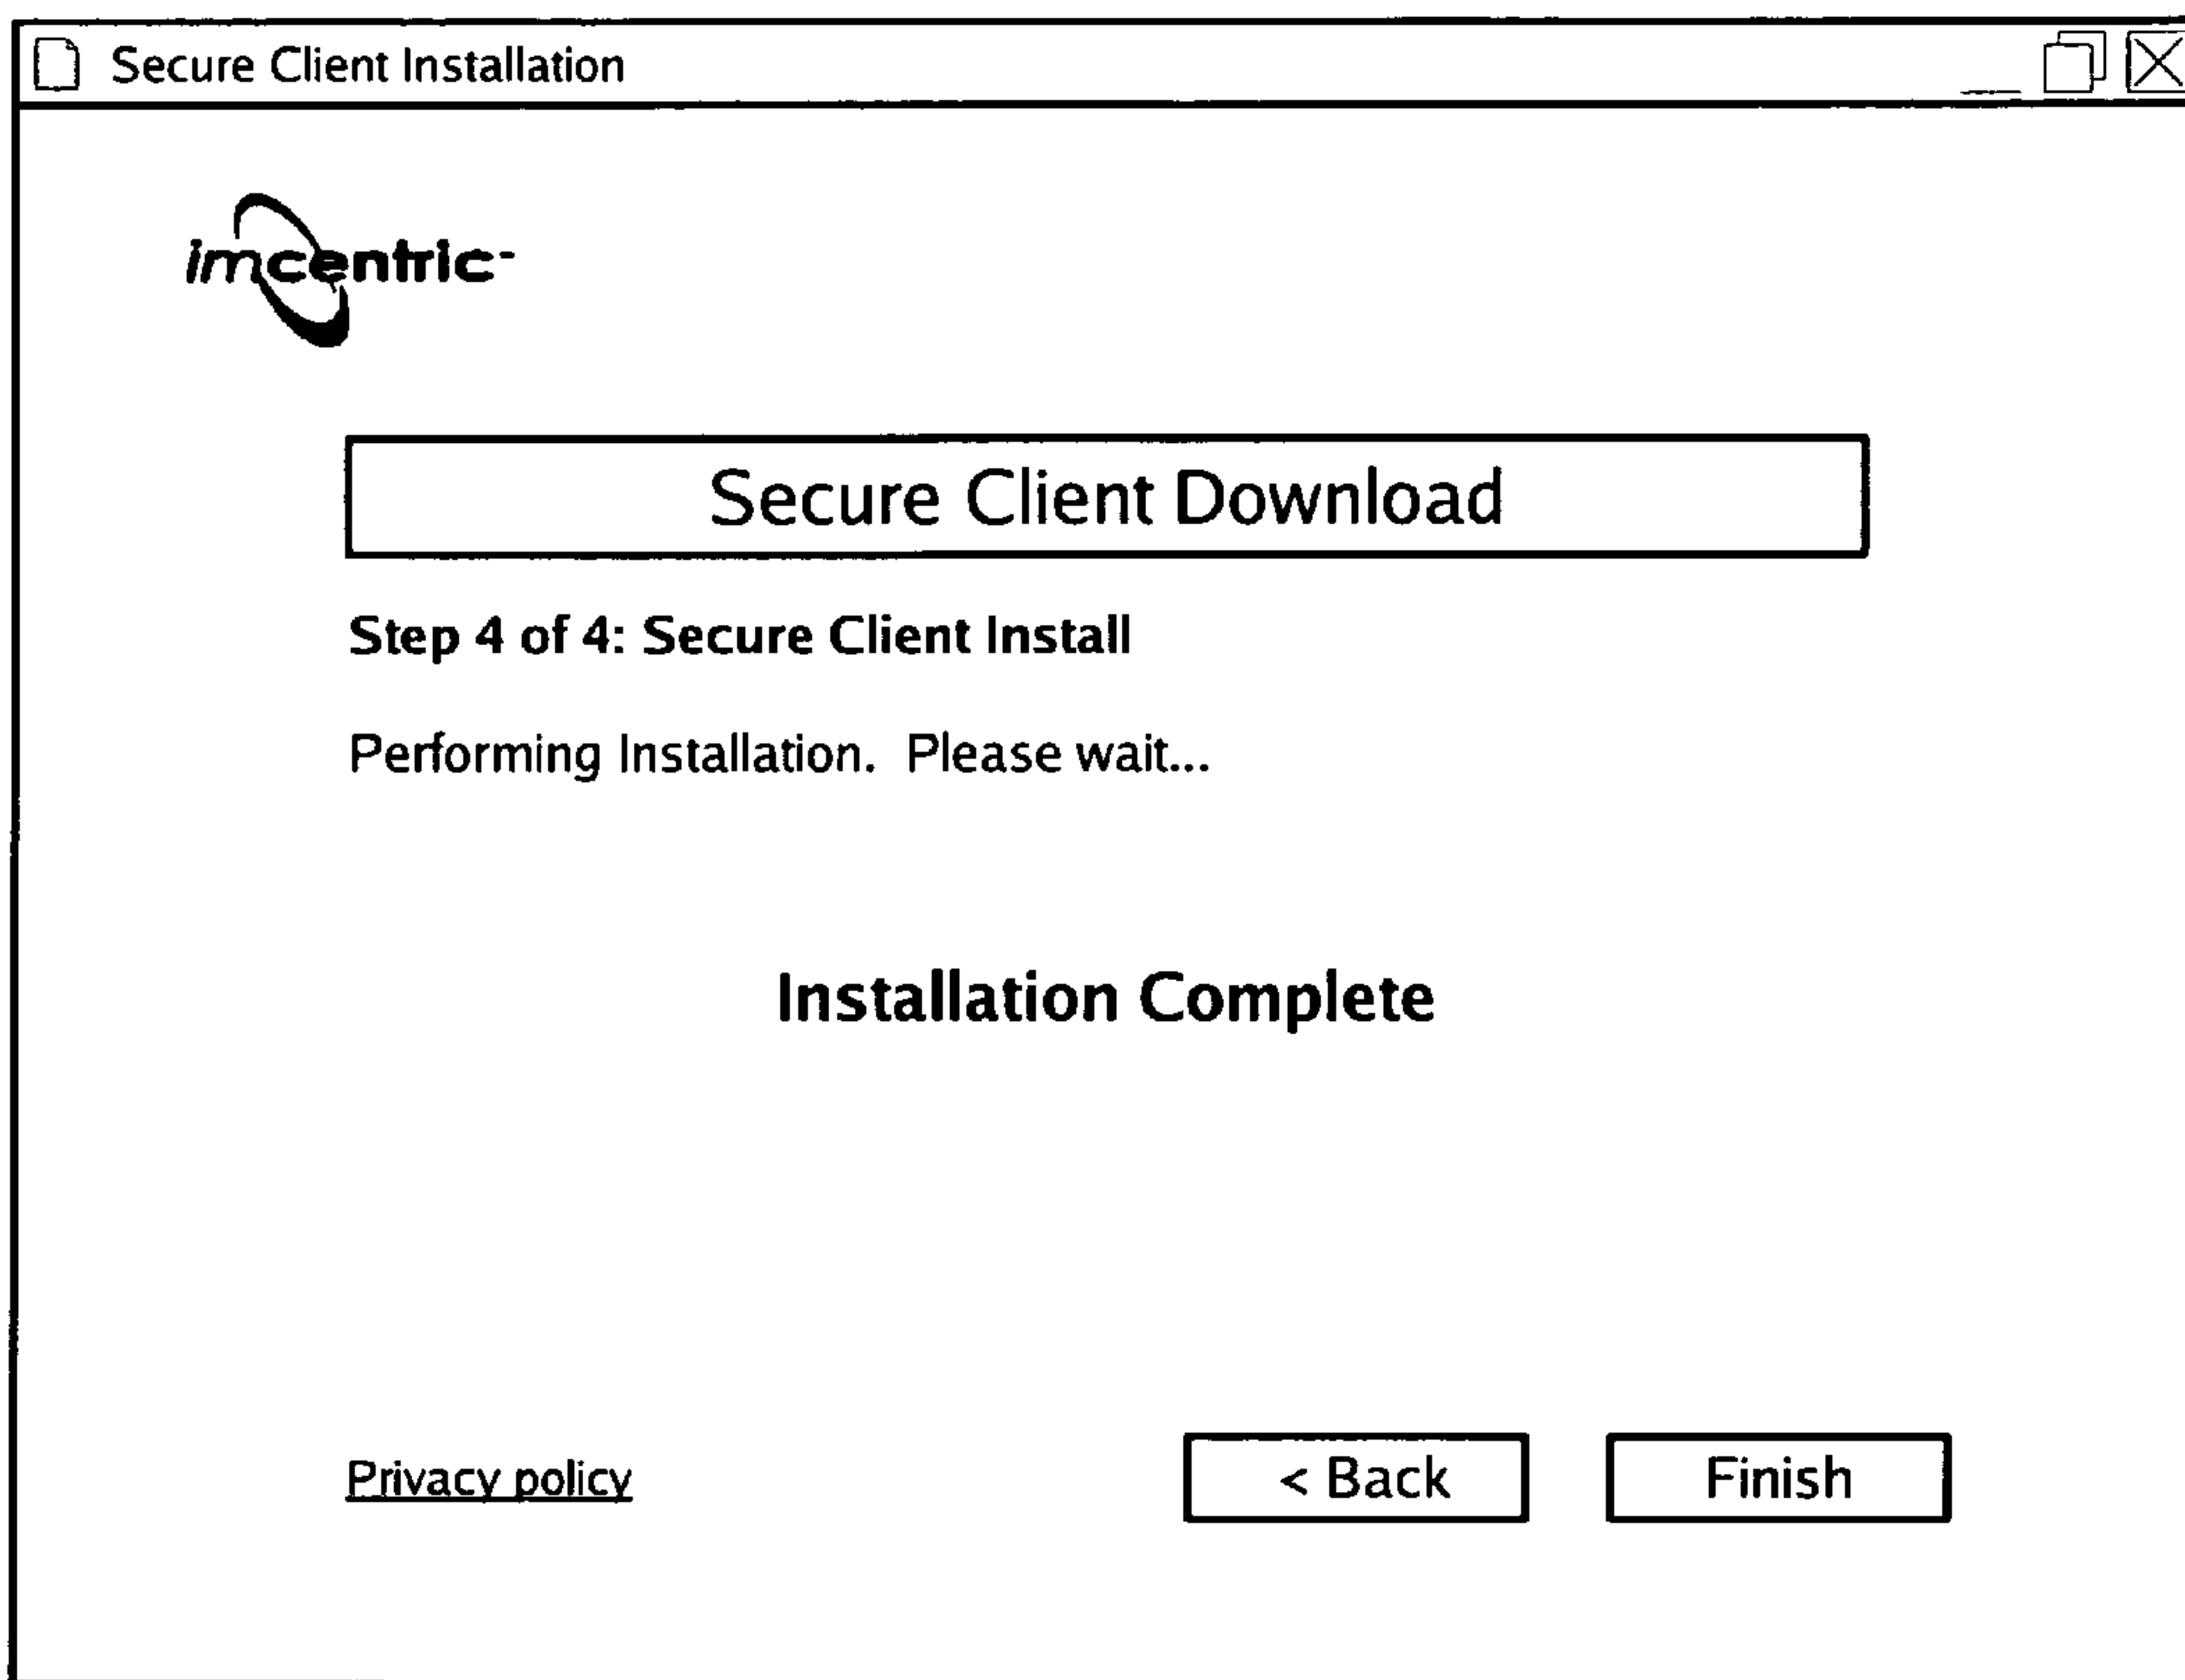 Secure Client Installation
imcentric
Secure Client Download
Step 4 of 4: Secure Client Install
Performing Installation.  Please wait...
Installation Complete
Privacy policy
< Back
Finish